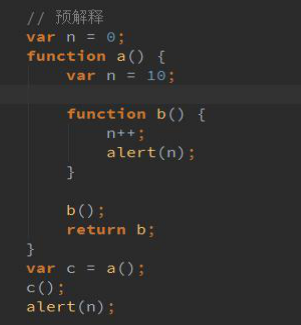 // 预解释
var n = 0;
function a() {
    var n = 10;

    function b() {
        n++;
        alert(n);
    }

    b();
    return b;
}
var c = a();
c();
alert(n);